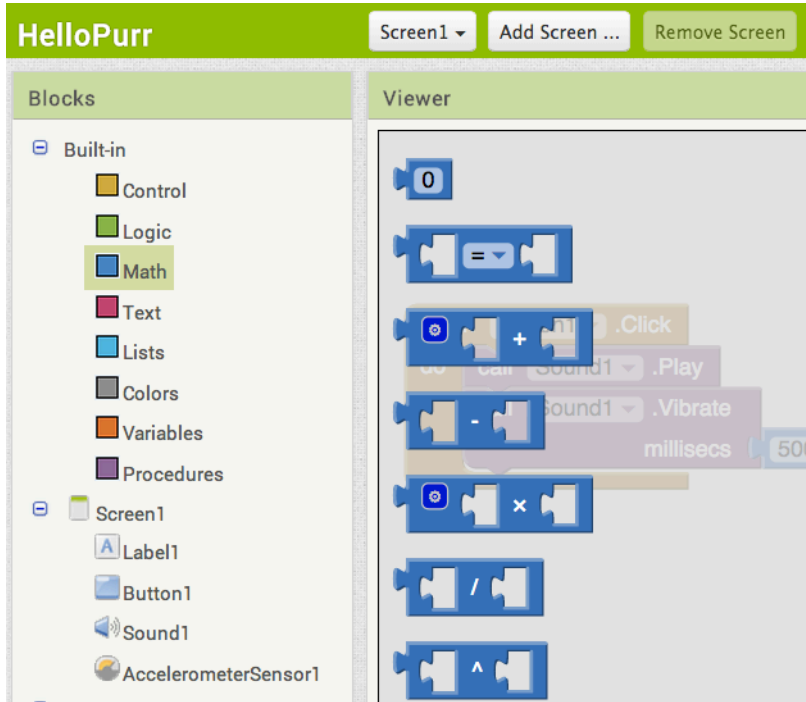 HelloPurr
Screen1
Add Screen ...
Remove Screen
Blocks
Viewer
Built-in
Control
Logic
Math
Text
Lists
Colors
Variables
Procedures
Screen1
Label1
Button1
Sound1
AccelerometerSensor1
0
=
+
-
×
/
^
.Click
do call Sound1 .Play
Sound1 .Vibrate
millisecs